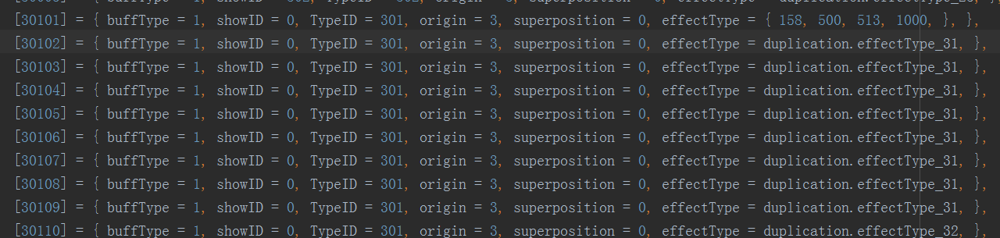 [30101] = { buffType = 1, showID = 0, TypeID = 301, origin = 3, superposition = 0, effectType = { 158, 500, 513, 1000, }, },
[30102] = { buffType = 1, showID = 0, TypeID = 301, origin = 3, superposition = 0, effectType = duplication.effectType_31, },
[30103] = { buffType = 1, showID = 0, TypeID = 301, origin = 3, superposition = 0, effectType = duplication.effectType_31, },
[30104] = { buffType = 1, showID = 0, TypeID = 301, origin = 3, superposition = 0, effectType = duplication.effectType_31, },
[30105] = { buffType = 1, showID = 0, TypeID = 301, origin = 3, superposition = 0, effectType = duplication.effectType_31, },
[30106] = { buffType = 1, showID = 0, TypeID = 301, origin = 3, superposition = 0, effectType = duplication.effectType_31, },
[30107] = { buffType = 1, showID = 0, TypeID = 301, origin = 3, superposition = 0, effectType = duplication.effectType_31, },
[30108] = { buffType = 1, showID = 0, TypeID = 301, origin = 3, superposition = 0, effectType = duplication.effectType_31, },
[30109] = { buffType = 1, showID = 0, TypeID = 301, origin = 3, superposition = 0, effectType = duplication.effectType_31, },
[30110] = { buffType = 1, showID = 0, TypeID = 301, origin = 3, superposition = 0, effectType = duplication.effectType_32, },